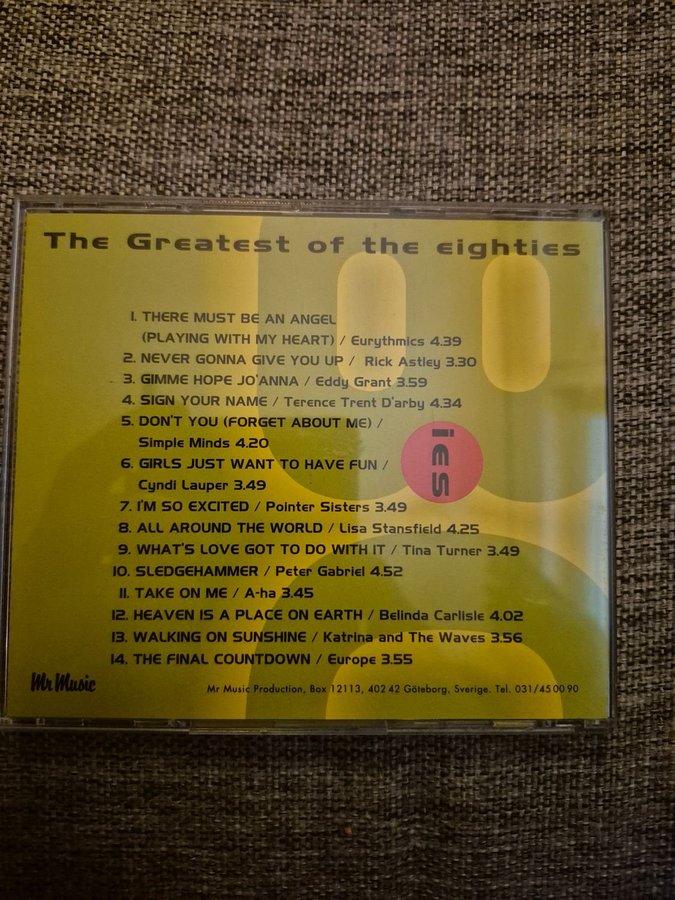 The Greatest of the eighties
1. THERE MUST BE AN ANGEL
(PLAYING WITH MY HEART) / Eurythmics 4.39
2. NEVER GONNA GIVE YOU UP / Rick Astley 3.30
3. GIMME HOPE JO'ANNA / Eddy Grant 3.59
4. SIGN YOUR NAME / Terence Trent D'arby 4.34
5. DON'T YOU (FORGET ABOUT ME) /
Simple Minds 4.20
6. GIRLS JUST WANT TO HAVE FUN /
Cyndi Lauper 3.49
ies
7. I'M SO EXCITED / Pointer Sisters 3.49
8. ALL AROUND THE WORLD / Lisa Stansfield 4.25
9. WHAT'S LOVE GOT TO DO WITH IT / Tina Turner 3.49
10. SLEDGEHAMMER / Peter Gabriel 4.52
11. TAKE ON ME / A-ha 3.45
12. HEAVEN IS A PLACE ON EARTH / Belinda Carlisle 4.02
13. WALKING ON SUNSHINE / Katrina and The Waves 3.56
14. THE FINAL COUNTDOWN / Europe 3.55
Mr Music
Mr Music Production, Box 12113, 402 42 Göteborg, Sverige. Tel. 031/45 00 90